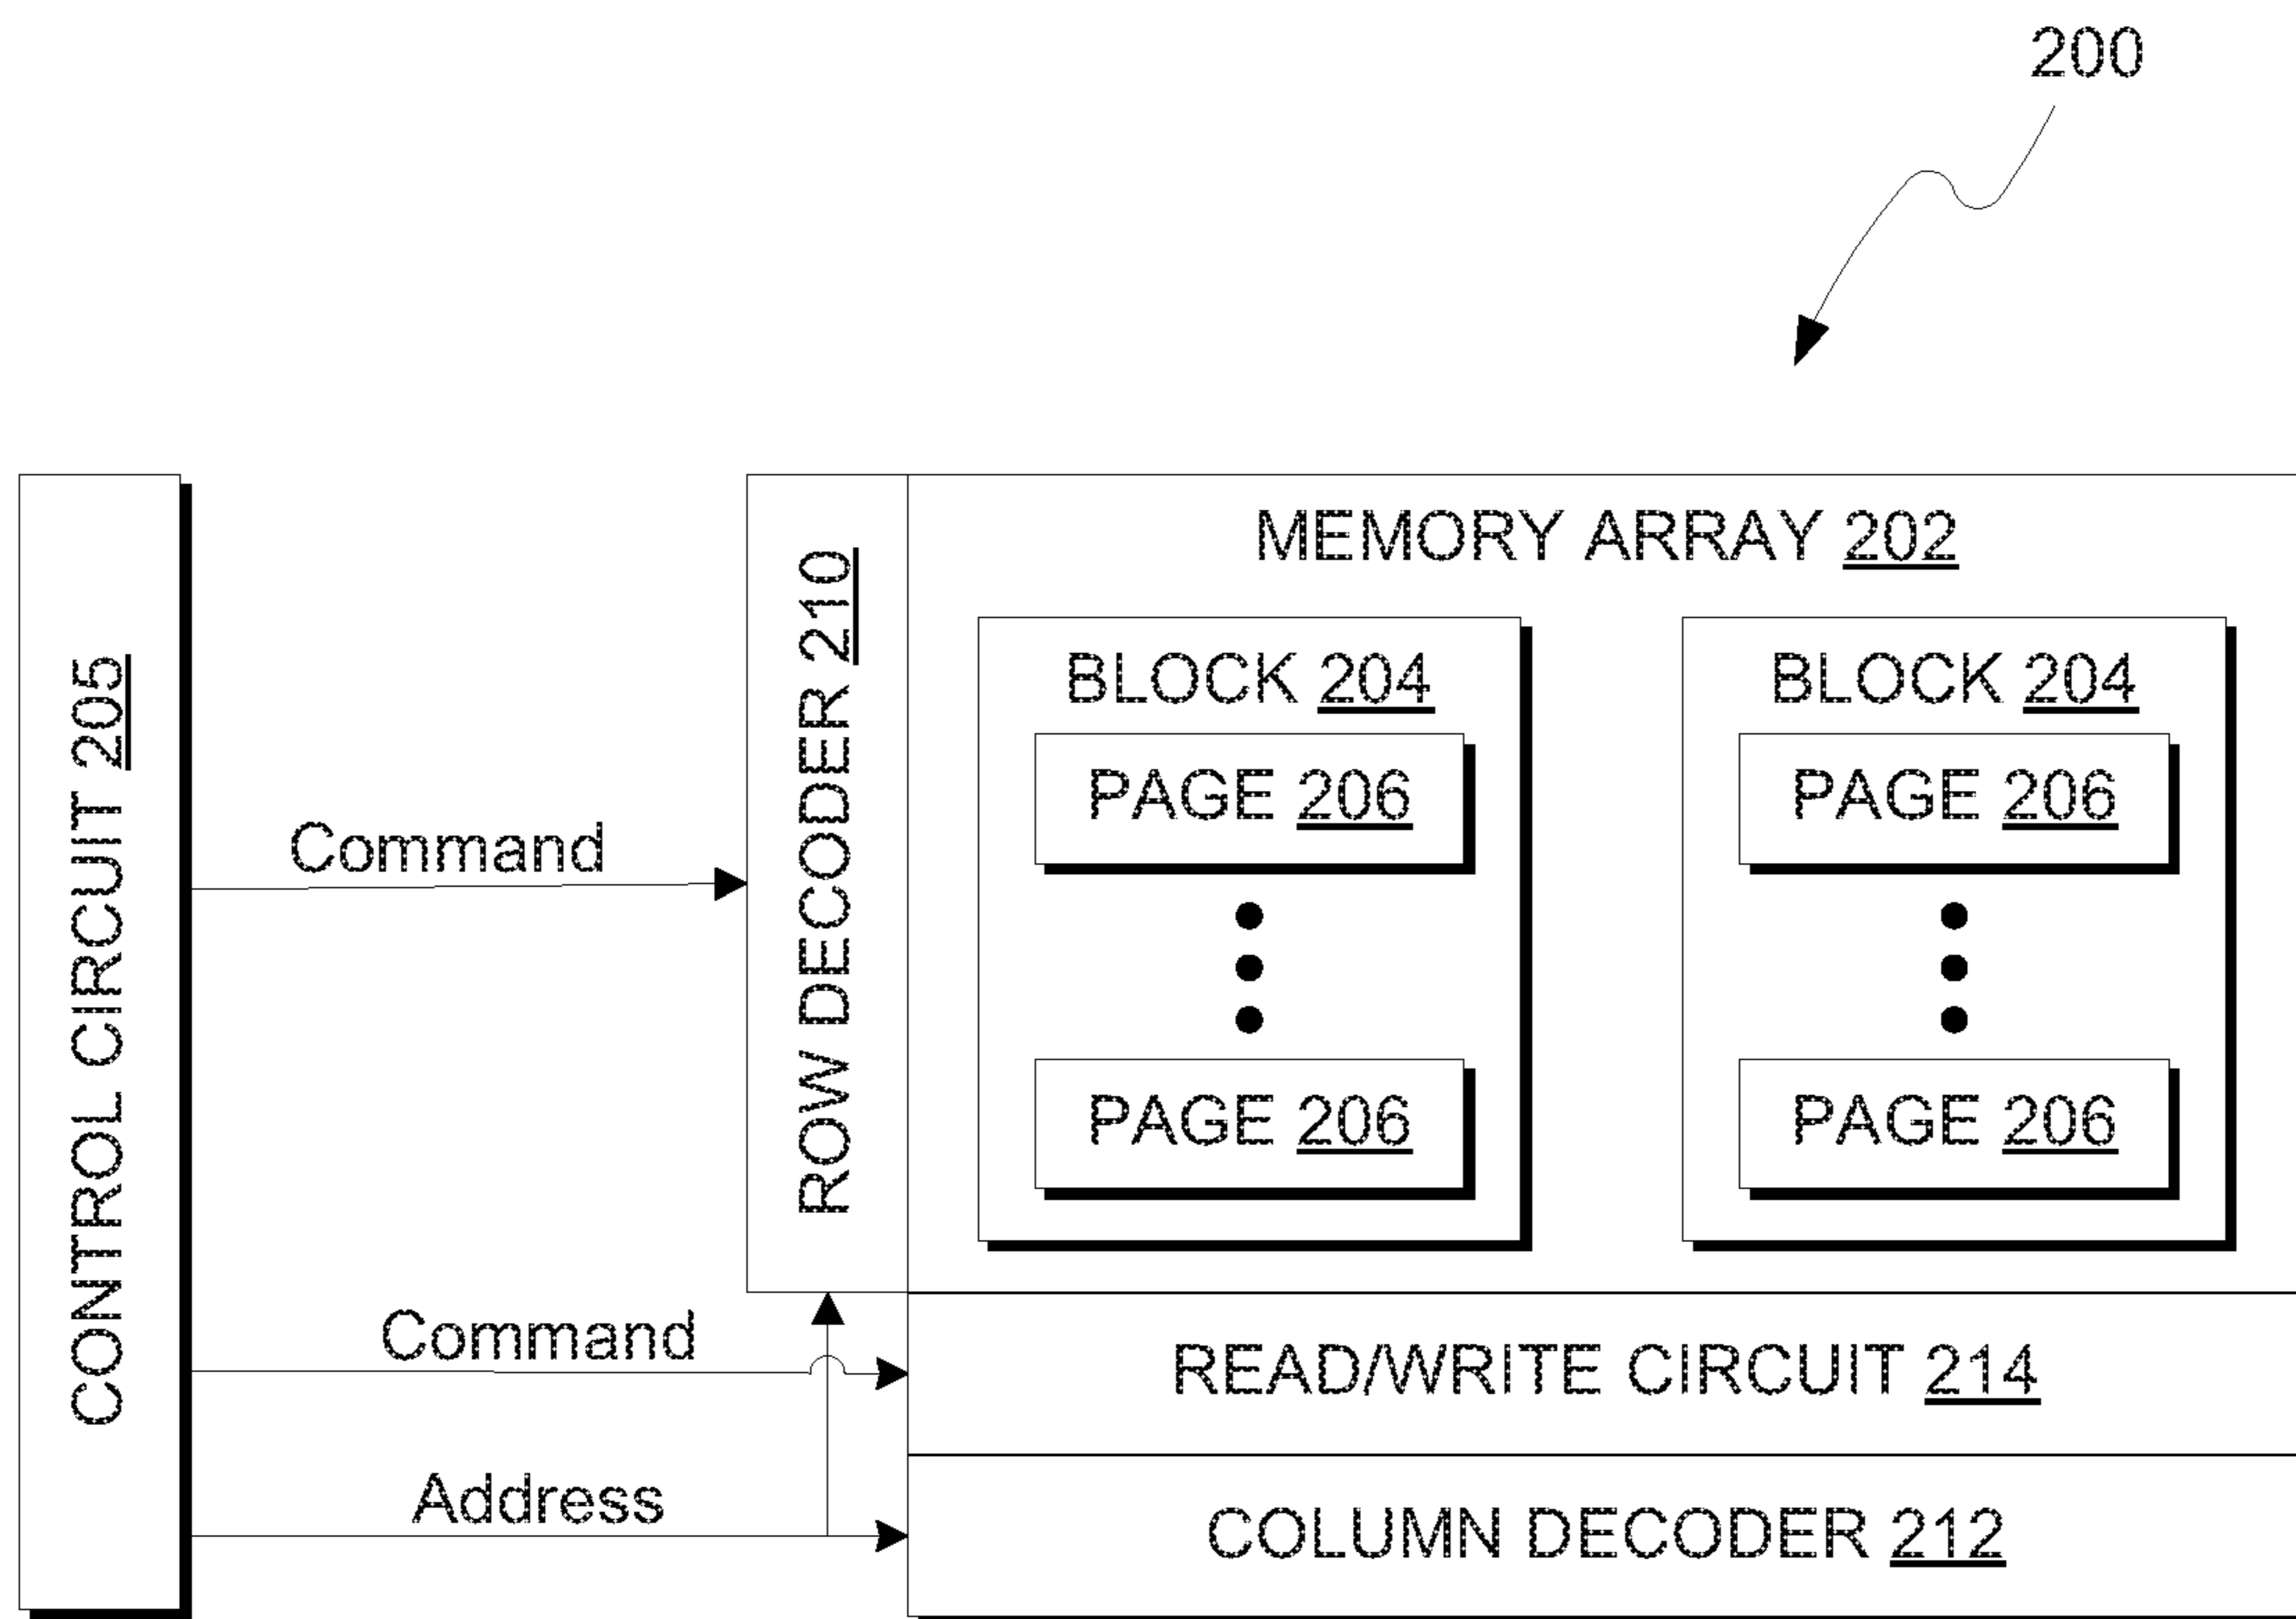 200
CONTROL CIRCUIT 205
Command
ROW DECODER 210
MEMORY ARRAY 202
BLOCK 204
PAGE 206
PAGE 206
BLOCK 204
PAGE 206
PAGE 206
Command
READ/WRITE CIRCUIT 214
Address
COLUMN DECODER 212